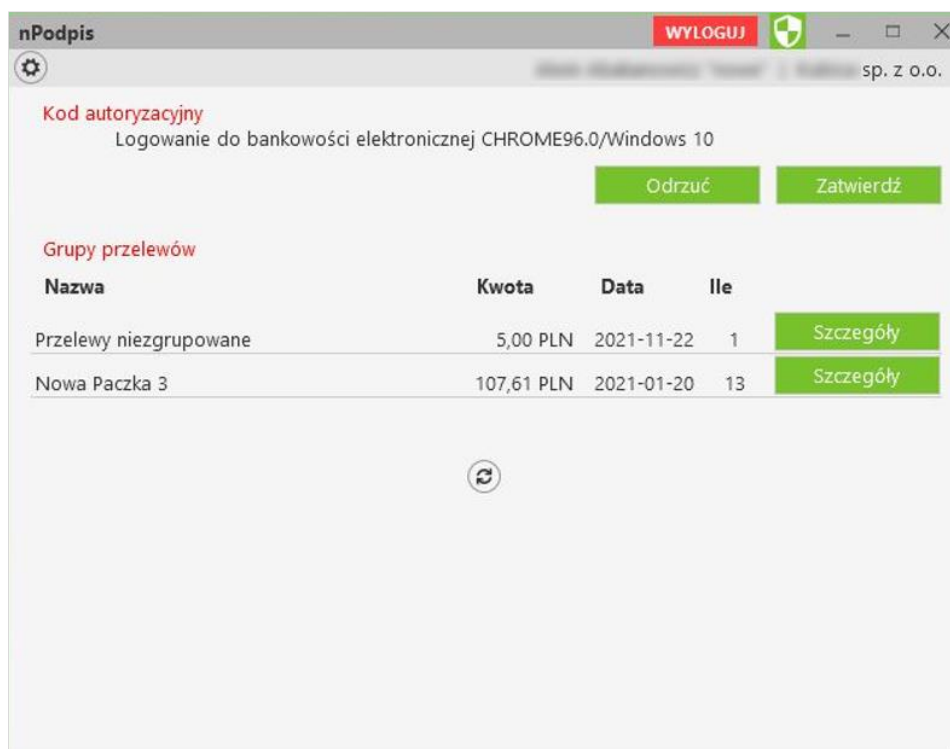 nPodpis WYLOGUJ
sp. z o.o.
Kod autoryzacyjny
Logowanie do bankowości elektronicznej CHROME96.0/Windows 10
Odrzuć Zatwierdź
Grupy przelewów
Nazwa Kwota Data Ile
Przelewy niezgrupowane 5,00 PLN 2021-11-22 1 Szczegóły
Nowa Paczka 3 107,61 PLN 2021-01-20 13 Szczegóły